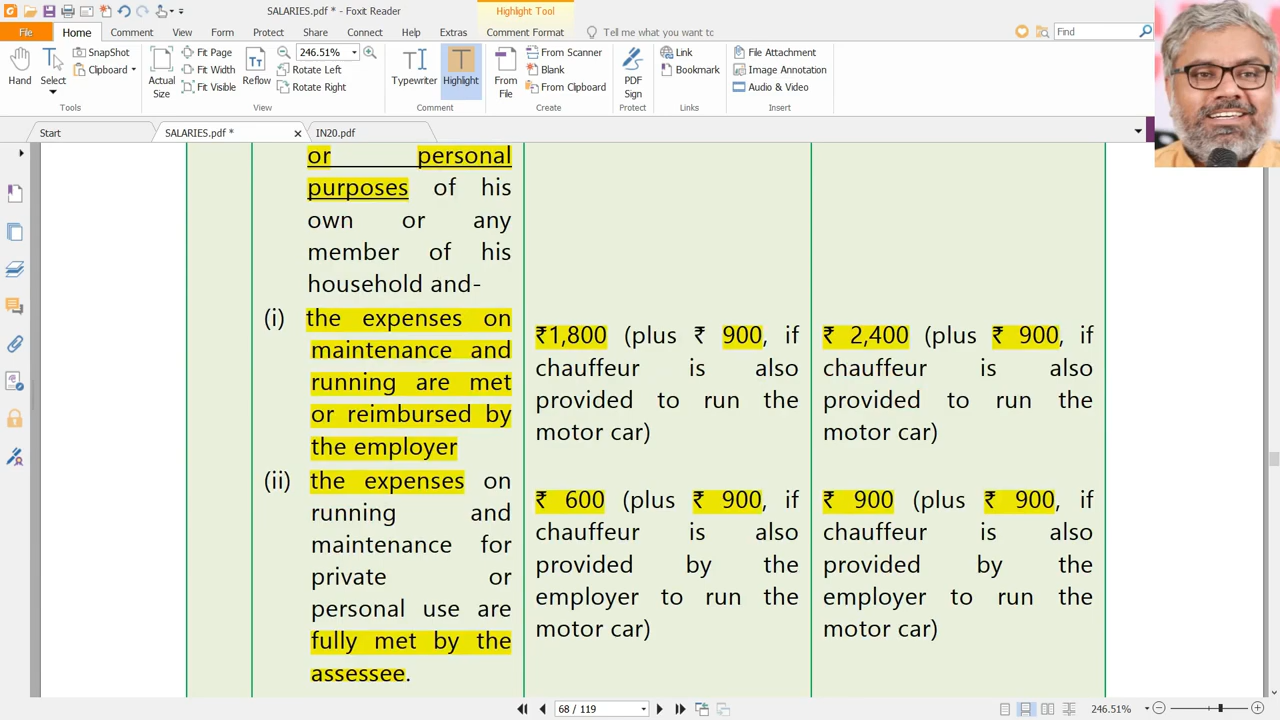 SALARIES.pdf * - Foxit Reader
Highlight Tool
File
Home
Comment
View
Form
Protect
Share
Connect
Help
Extras
Comment Format
Tell me what you want tc
Find
Hand
Select
SnapShot
Clipboard
Tools
Actual Size
Fit Page
Fit Width
Fit Visible
Reflow
246.51%
Rotate Left
Rotate Right
View
Typewriter
Highlight
Comment
From File
From Scanner
Blank
From Clipboard
Create
PDF Sign
Protect
Link
Bookmark
Links
File Attachment
Image Annotation
Audio & Video
Insert
Start
SALARIES.pdf *
IN20.pdf
or personal
purposes of his
own or any
member of his
household and-
(i) the expenses on
maintenance and
running are met
or reimbursed by
the employer
₹1,800 (plus ₹ 900, if
chauffeur is also
provided to run the
motor car)
₹ 2,400 (plus ₹ 900, if
chauffeur is also
provided to run the
motor car)
(ii) the expenses on
running and
maintenance for
private or
personal use are
fully met by the
assessee.
₹ 600 (plus ₹ 900, if
chauffeur is also
provided by the
employer to run the
motor car)
₹ 900 (plus ₹ 900, if
chauffeur is also
provided by the
employer to run the
motor car)
68 / 119
246.51%